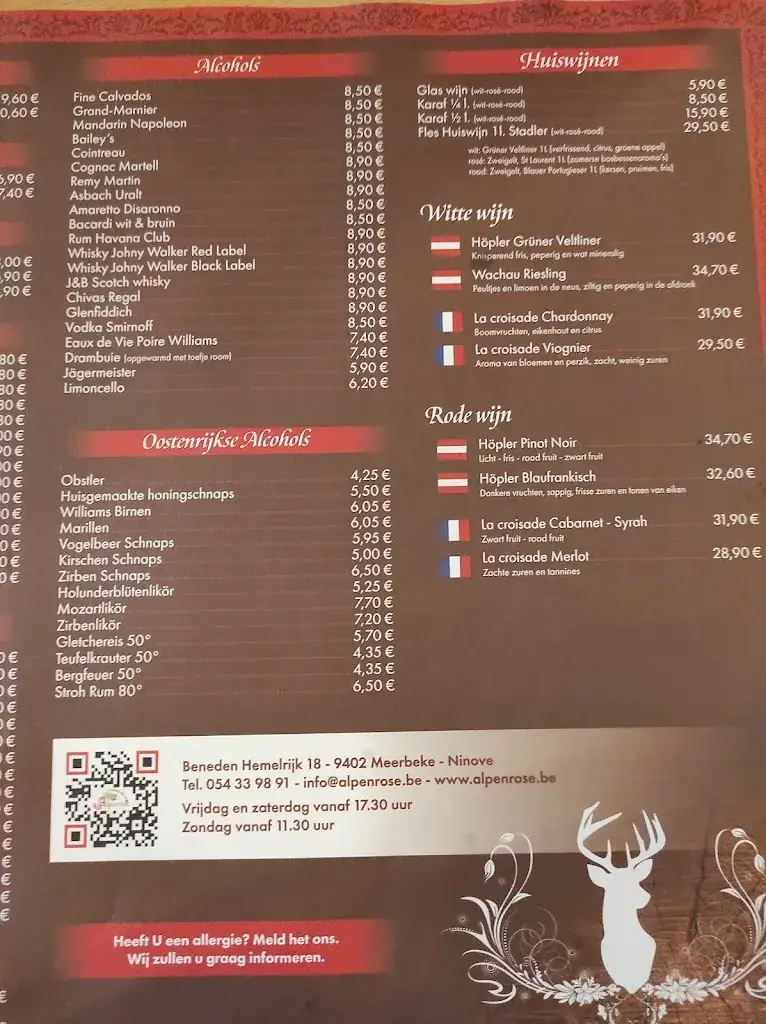 Alcohols
Fine Calvados 8,50 €
Grand-Marnier 8,50 €
Mandarin Napoleon 8,50 €
Bailey's 8,50 €
Cointreau 8,50 €
Cognac Martell 8,90 €
Remy Martin 8,90 €
Asbach Uralt 8,90 €
Amaretto Disaronno 8,50 €
Bacardi wit & bruin 8,50 €
Rum Havana Club 8,90 €
Whisky Johny Walker Red Label 8,90 €
Whisky Johny Walker Black Label 8,90 €
J&B Scotch whisky 8,90 €
Chivas Regal 8,90 €
Glenfiddich 8,90 €
Vodka Smirnoff 8,50 €
Eaux de Vie Poire Williams 7,40 €
Drambuie (opgewarmd met toefje room) 7,40 €
Jägermeister 5,90 €
Limoncello 6,20 €
Oostenrijkse Alcohols
Obstler 4,25 €
Huisgemaakte honingschnaps 5,50 €
Williams Birnen 6,05 €
Marillen 6,05 €
Vogelbeer Schnaps 5,95 €
Kirschen Schnaps 5,00 €
Zirben Schnaps 6,50 €
Holunderblütenlikör 5,25 €
Mozartlikör 7,70 €
Zirbenlikör 7,20 €
Gletchereis 50° 5,70 €
Teufelkrauter 50° 4,35 €
Bergfeuer 50° 4,35 €
Stroh Rum 80° 6,50 €
Huiswijnen
Glas wijn (wit-rosé-rood) 5,90 €
Karaf ¼ l. (wit-rosé-rood) 8,50 €
Karaf ½ l. (wit-rosé-rood) 15,90 €
Fles Huiswijn 1l. Stadler (wit-rosé-rood) 29,50 €
wit: Grüner Veltliner 1L (verfrissend, citrus, groene appel)
rosé: Zweigelt, St Laurent 1L (zomerse bosbessenaroma's)
rood: Zweigelt, Blauer Portugieser 1L (kersen, pruimen, fris)
Witte wijn
Höpler Grüner Veltliner 31,90 €
Knisperend fris, peperig en wat mineralig
Wachau Riesling 34,70 €
Peultjes en limoen in de neus, ziltig en peperig in de afdronk
La croisade Chardonnay 31,90 €
Boomvruchten, eikenhout en citrus
La croisade Viognier 29,50 €
Aroma van bloemen en perzik, zacht, weinig zuren
Rode wijn
Höpler Pinot Noir 34,70 €
Licht - fris - rood fruit - zwart fruit
Höpler Blaufrankisch 32,60 €
Donkere vruchten, sappig, frisse zuren en tonen van eiken
La croisade Cabarnet - Syrah 31,90 €
Zwart fruit - rood fruit
La croisade Merlot 28,90 €
Zachte zuren en tannines
Beneden Hemelrijk 18 - 9402 Meerbeke - Ninove
Tel. 054 33 98 91 - info@alpenrose.be - www.alpenrose.be
Vrijdag en zaterdag vanaf 17.30 uur
Zondag vanaf 11.30 uur
Heeft U een allergie? Meld het ons.
Wij zullen u graag informeren.